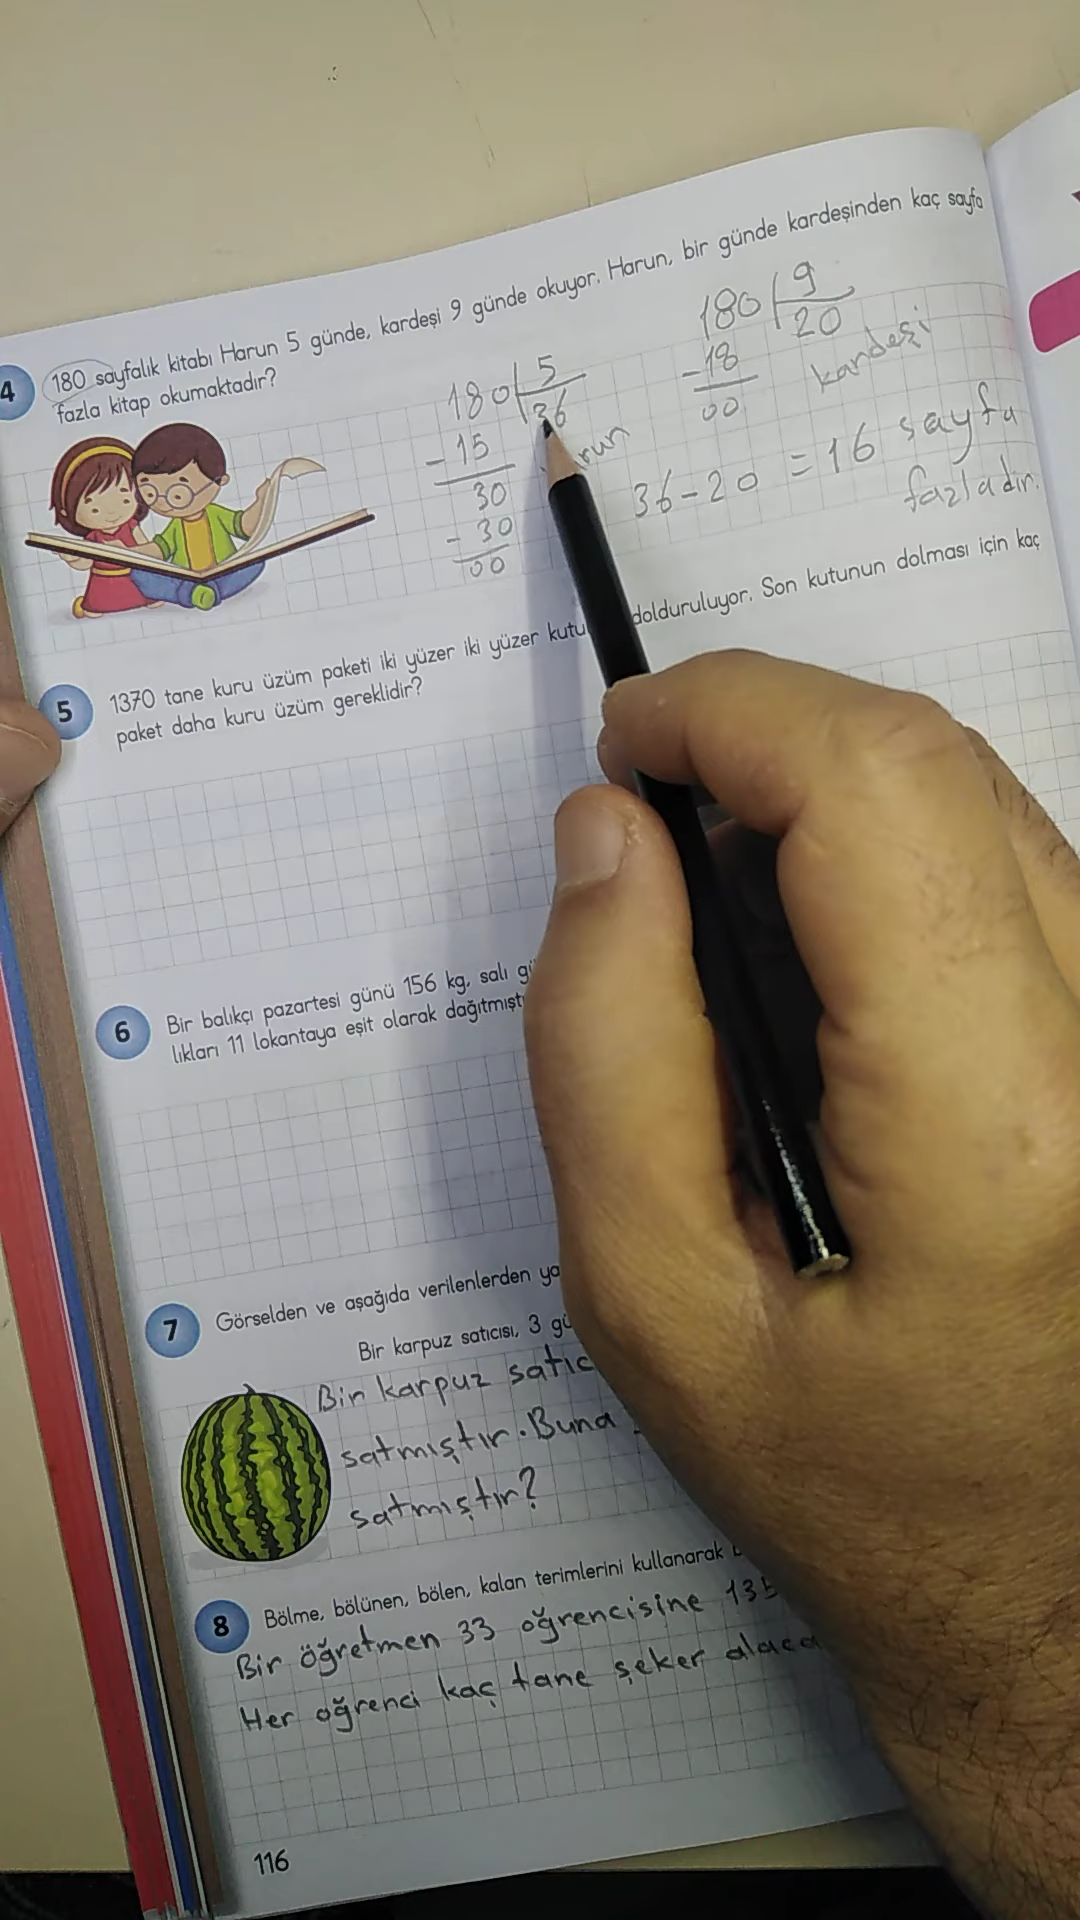 4
180 sayfalık kitabı Harun 5 günde, kardeşi 9 günde okuyor. Harun, bir günde kardeşinden kaç sayfa
fazla kitap okumaktadır?
180 5
36
- 15
30
- 30
00
180 9
20
- 18
00
kardeşi
36 - 20 = 16 sayfa
fazladır.
5
1370 tane kuru üzüm paketi iki yüzer iki yüzer dolduruluyor. Son kutunun dolması için kaç
paket daha kuru üzüm gereklidir?
6
Bir balıkçı pazartesi günü 156 kg, salı
lıkları 11 lokantaya eşit olarak
7
Görselden ve aşağıda verilenlerden
Bir karpuz satıcısı, 3
Bir karpuz
satmıştır. Buna
satmıştır?
8
Bölme, bölünen, bölen, kalan terimlerini kullanarak
Bir öğretmen 33 öğrencisine
Her öğrenci kaç tane şeker
116